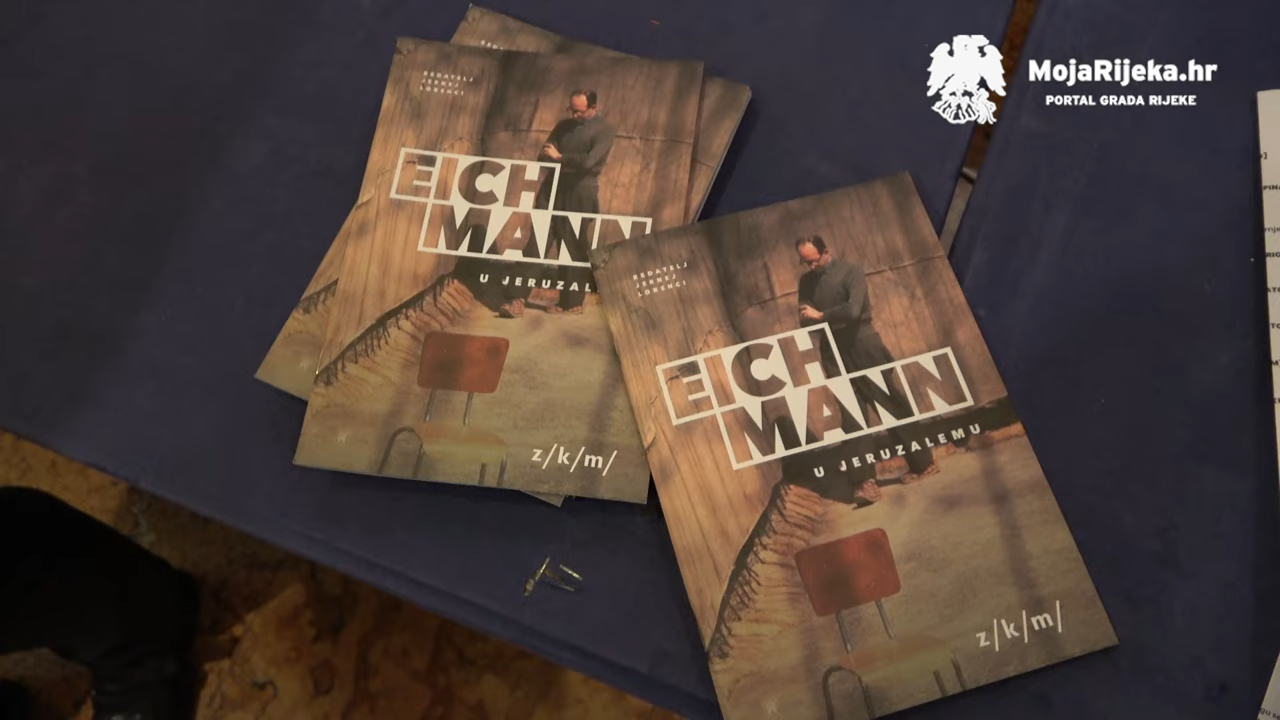 MojaRijeka.hr
PORTAL GRADA RIJEKE
REDATELJ
JERNEJ
LORENCI
EICH
MANN
U JERUZAL
z/k/m/
REDATELJ
JERNEJ
LORENCI
EICH
MANN
U JERUZALEMU
z/k/m/